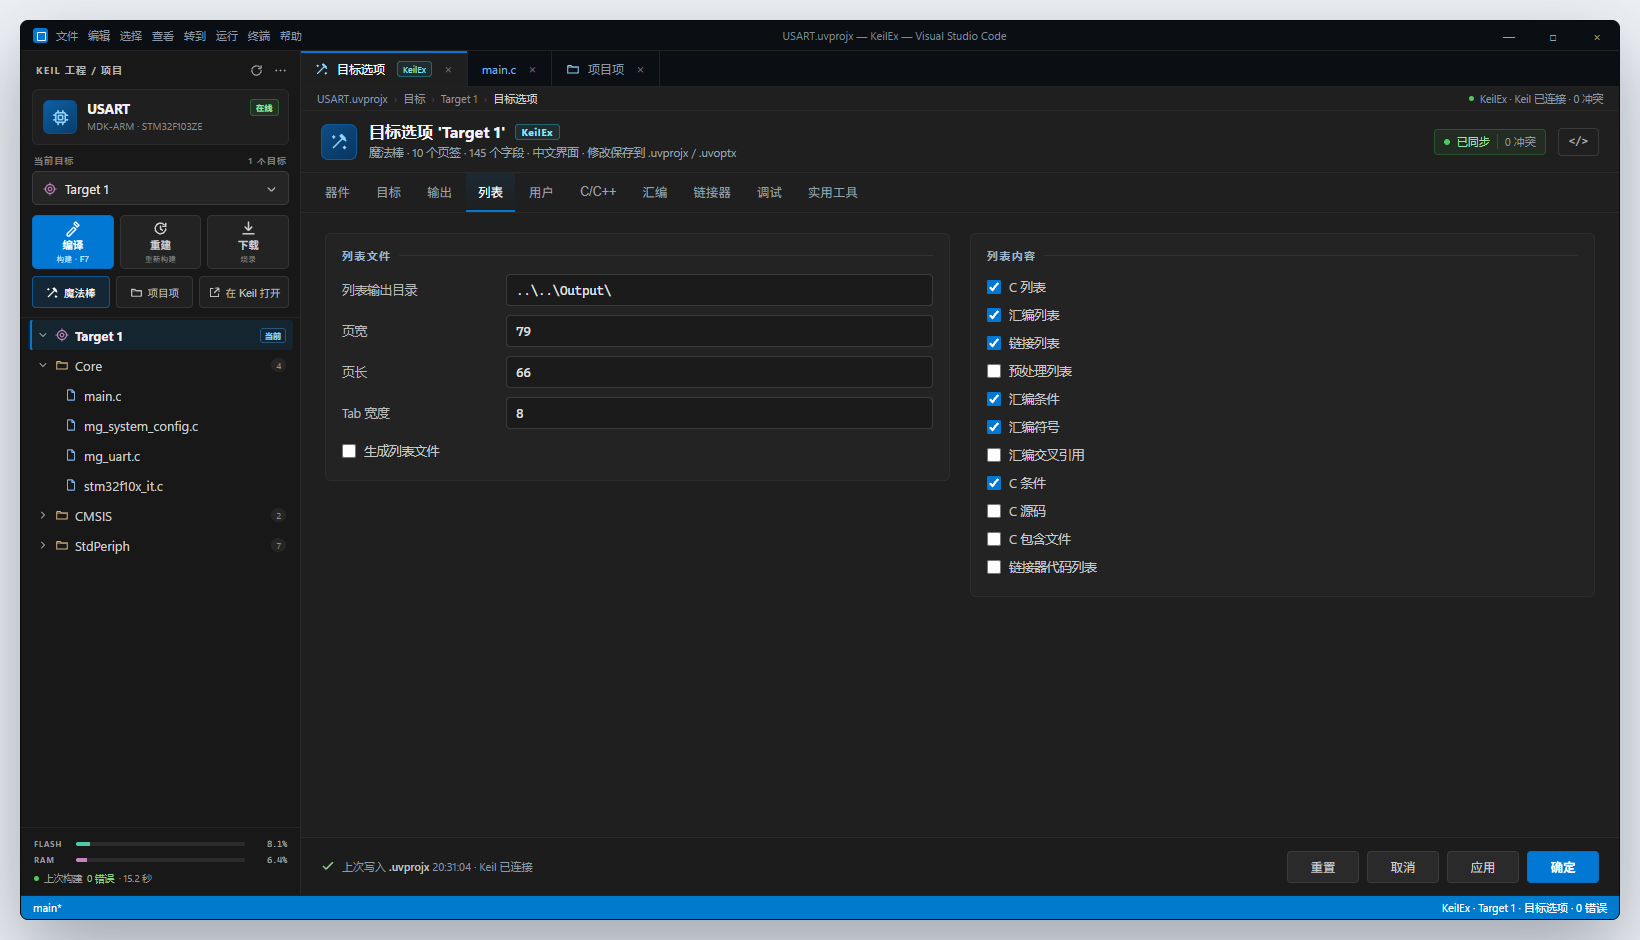 文件 编辑 选择 查看 转到 运行 终端 帮助
USART.uvprojx — KeilEx — Visual Studio Code
KEIL 工程 / 项目
USART
在线
MDK-ARM · STM32F103ZE
当前目标
1 个目标
Target 1
编译
构建 · F7
重建
重新构建
下载
烧录
魔法棒
项目项
在 Keil 打开
Target 1
当前
Core
4
main.c
mg_system_config.c
mg_uart.c
stm32f10x_it.c
CMSIS
2
StdPeriph
7
FLASH
8.1%
RAM
6.4%
上次构建 0 错误 · 15.2 秒
目标选项 KeilEx ×
main.c ×
项目项 ×
USART.uvprojx › 目标 › Target 1 › 目标选项
KeilEx · Keil 已连接 · 0 冲突
目标选项 'Target 1' KeilEx
魔法棒 · 10 个页签 · 145 个字段 · 中文界面 · 修改保存到 .uvprojx / .uvoptx
已同步 0 冲突
</>
器件 目标 输出 列表 用户 C/C++ 汇编 链接器 调试 实用工具
列表文件
列表输出目录
..\..\Output\
页宽
79
页长
66
Tab 宽度
8
生成列表文件
列表内容
C 列表
汇编列表
链接列表
预处理列表
汇编条件
汇编符号
汇编交叉引用
C 条件
C 源码
C 包含文件
链接器代码列表
上次写入 .uvprojx 20:31:04 · Keil 已连接
重置
取消
应用
确定
main*
KeilEx · Target 1 · 目标选项 · 0 错误